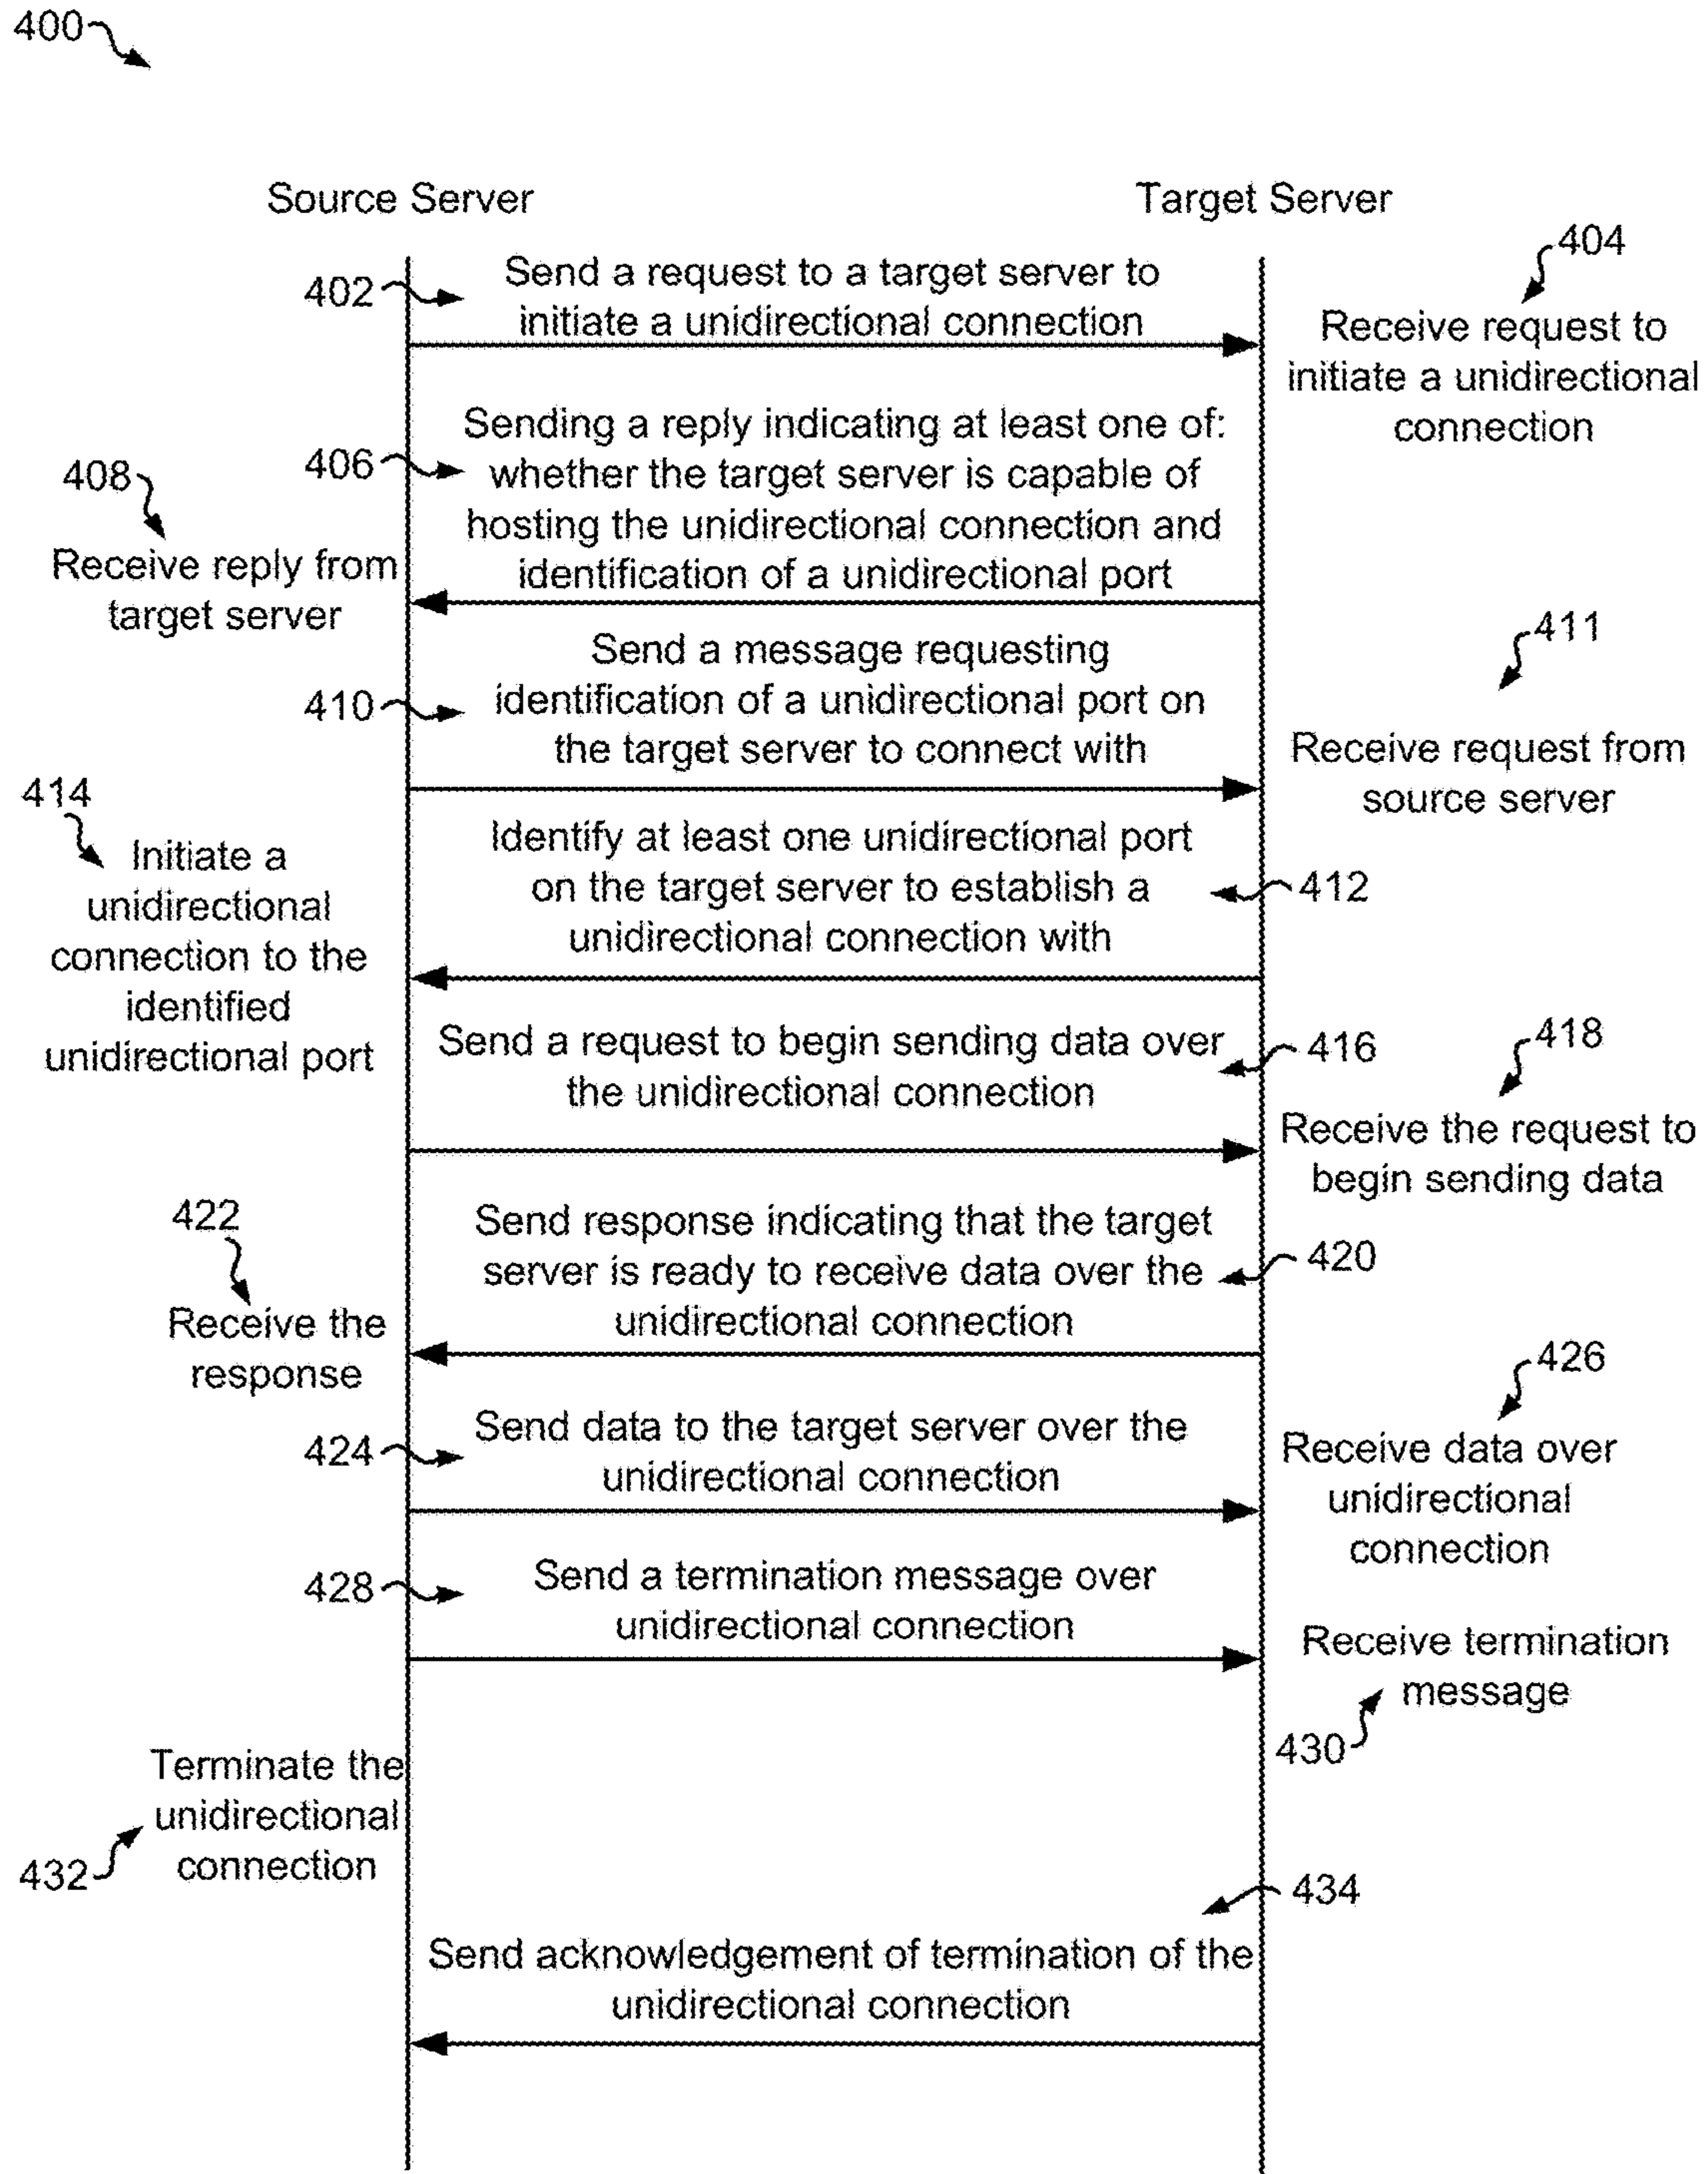 400
Source Server
Target Server
404
402
Send a request to a target server to
initiate a unidirectional connection
Receive request to
initiate a unidirectional
connection
406
Sending a reply indicating at least one of:
whether the target server is capable of
hosting the unidirectional connection and
identification of a unidirectional port
408
Receive reply from
target server
411
410
Send a message requesting
identification of a unidirectional port on
the target server to connect with
Receive request from
source server
414
Initiate a
unidirectional
connection to the
identified
unidirectional port
Identify at least one unidirectional port
on the target server to establish a
unidirectional connection with
412
Send a request to begin sending data over
the unidirectional connection
416
418
Receive the request to
begin sending data
422
Receive the
response
Send response indicating that the target
server is ready to receive data over the
unidirectional connection
420
426
424
Send data to the target server over the
unidirectional connection
Receive data over
unidirectional
connection
428
Send a termination message over
unidirectional connection
Receive termination
message
430
Terminate the
unidirectional
connection
432
434
Send acknowledgement of termination of the
unidirectional connection